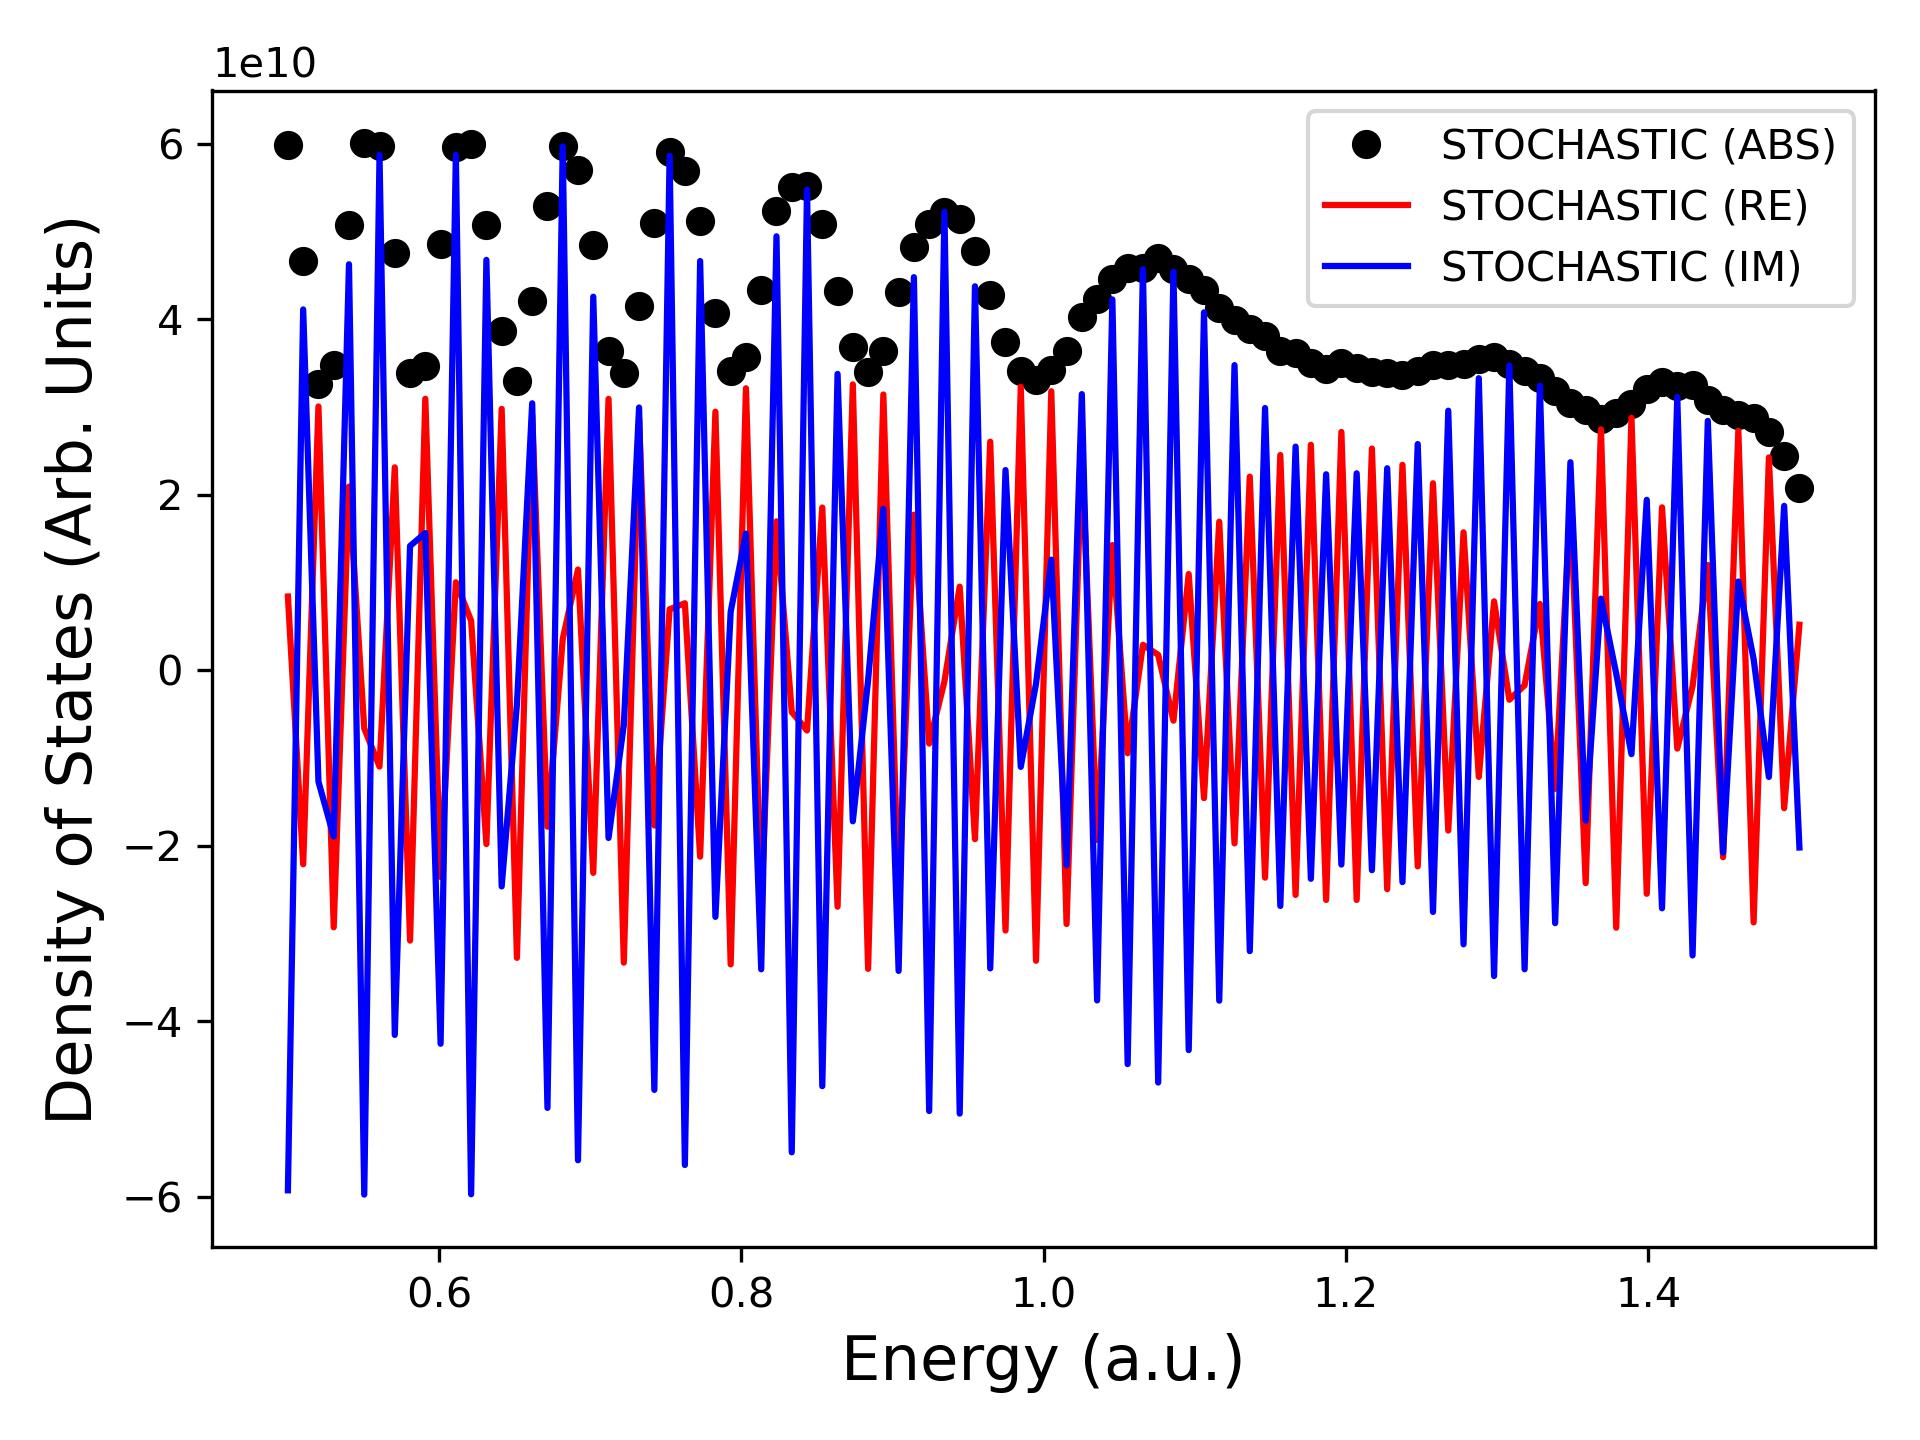 1e10
6
4
2
0
−2
−4
−6
Density of States (Arb. Units)
STOCHASTIC (ABS)
STOCHASTIC (RE)
STOCHASTIC (IM)
0.6 0.8 1.0 1.2 1.4
Energy (a.u.)